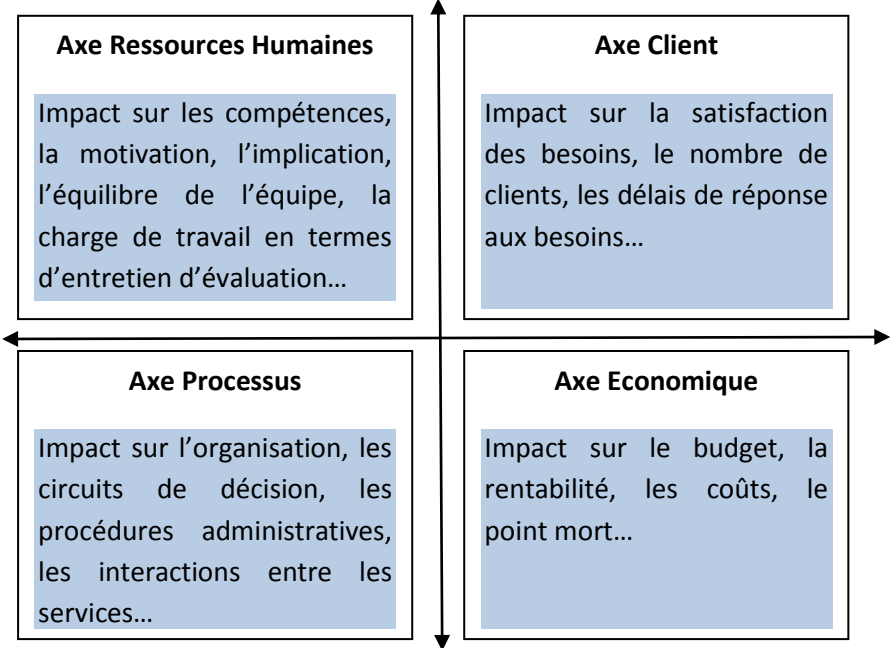 Axe Ressources Humaines
Impact sur les compétences,
la motivation, l’implication,
l’équilibre de l’équipe, la
charge de travail en termes
d’entretien d’évaluation…
Axe Client
Impact sur la satisfaction
des besoins, le nombre de
clients, les délais de réponse
aux besoins…
Axe Processus
Impact sur l’organisation, les
circuits de décision, les
procédures administratives,
les interactions entre les
services…
Axe Economique
Impact sur le budget, la
rentabilité, les coûts, le
point mort…